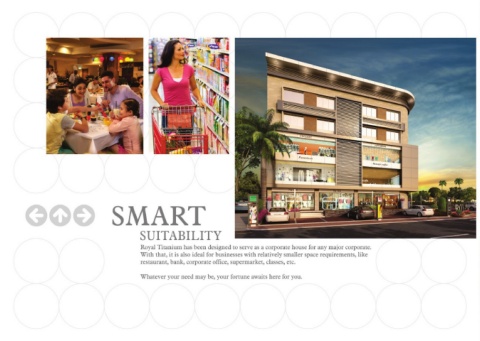 SMART
SUITABILITY
Royal Titanium has been designed to serve as a corporate house for any major corporate.
With that, it is also ideal for businesses with relatively smaller space requirements, like
restaurant, bank, corporate office, supermarket, classes, etc.
Whatever your need may be, your fortune awaits here for you.